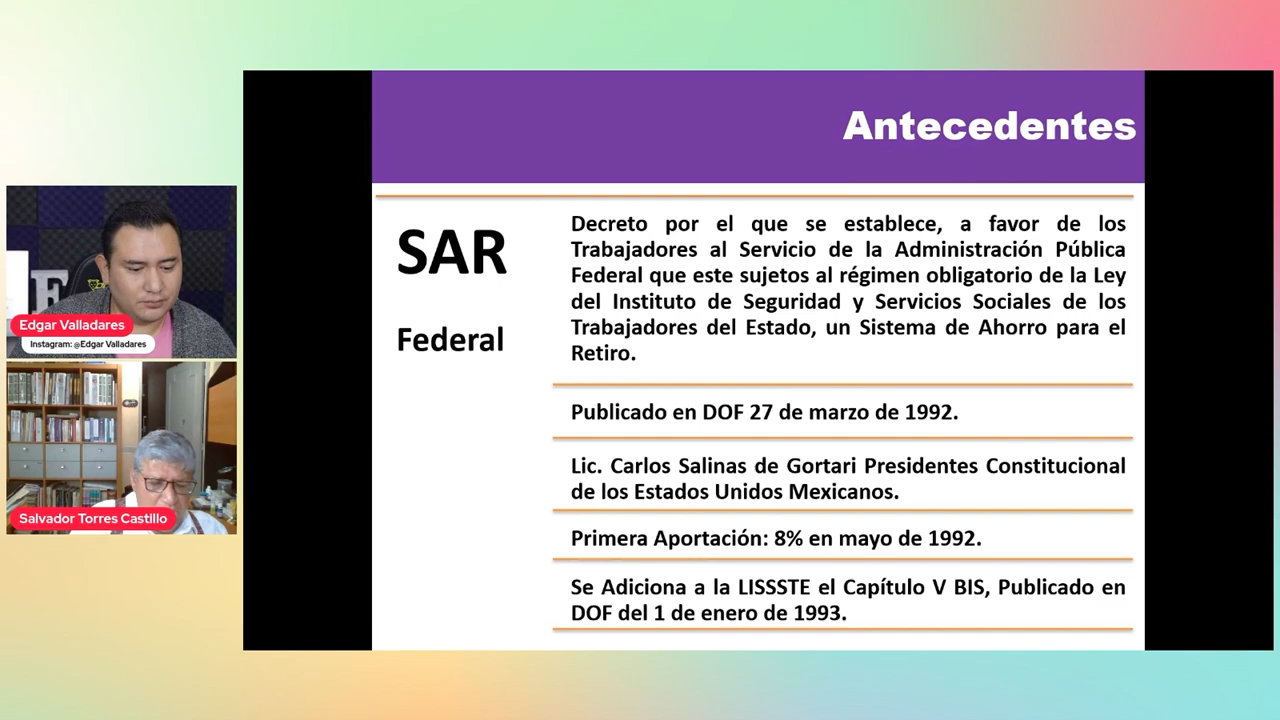 Antecedentes
SAR
Federal
Decreto por el que se establece, a favor de los
Trabajadores al Servicio de la Administración Pública
Federal que este sujetos al régimen obligatorio de la Ley
del Instituto de Seguridad y Servicios Sociales de los
Trabajadores del Estado, un Sistema de Ahorro para el
Retiro.
Publicado en DOF 27 de marzo de 1992.
Lic. Carlos Salinas de Gortari Presidentes Constitucional
de los Estados Unidos Mexicanos.
Primera Aportación: 8% en mayo de 1992.
Se Adiciona a la LISSSTE el Capítulo V BIS, Publicado en
DOF del 1 de enero de 1993.
Edgar Valladares
Instagram: @Edgar Valladares
Salvador Torres Castillo